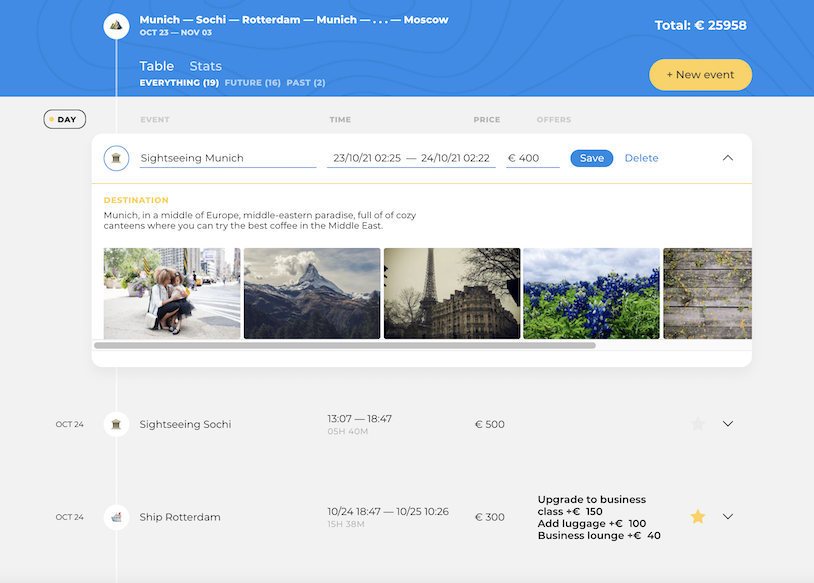 Munich — Sochi — Rotterdam — Munich — . . . — Moscow
OCT 23 — NOV 03
Total: € 25958
Table Stats
EVERYTHING (19) FUTURE (16) PAST (2)
+ New event
DAY EVENT TIME PRICE OFFERS
Sightseeing Munich 23/10/21 02:25 — 24/10/21 02:22 € 400 Save Delete
DESTINATION
Munich, in a middle of Europe, middle-eastern paradise, full of of cozy
canteens where you can try the best coffee in the Middle East.
OCT 24 Sightseeing Sochi 13:07 — 18:47 € 500
05H 40M
OCT 24 Ship Rotterdam 10/24 18:47 — 10/25 10:26 € 300
15H 38M
Upgrade to business
class +€ 150
Add luggage +€ 100
Business lounge +€ 40